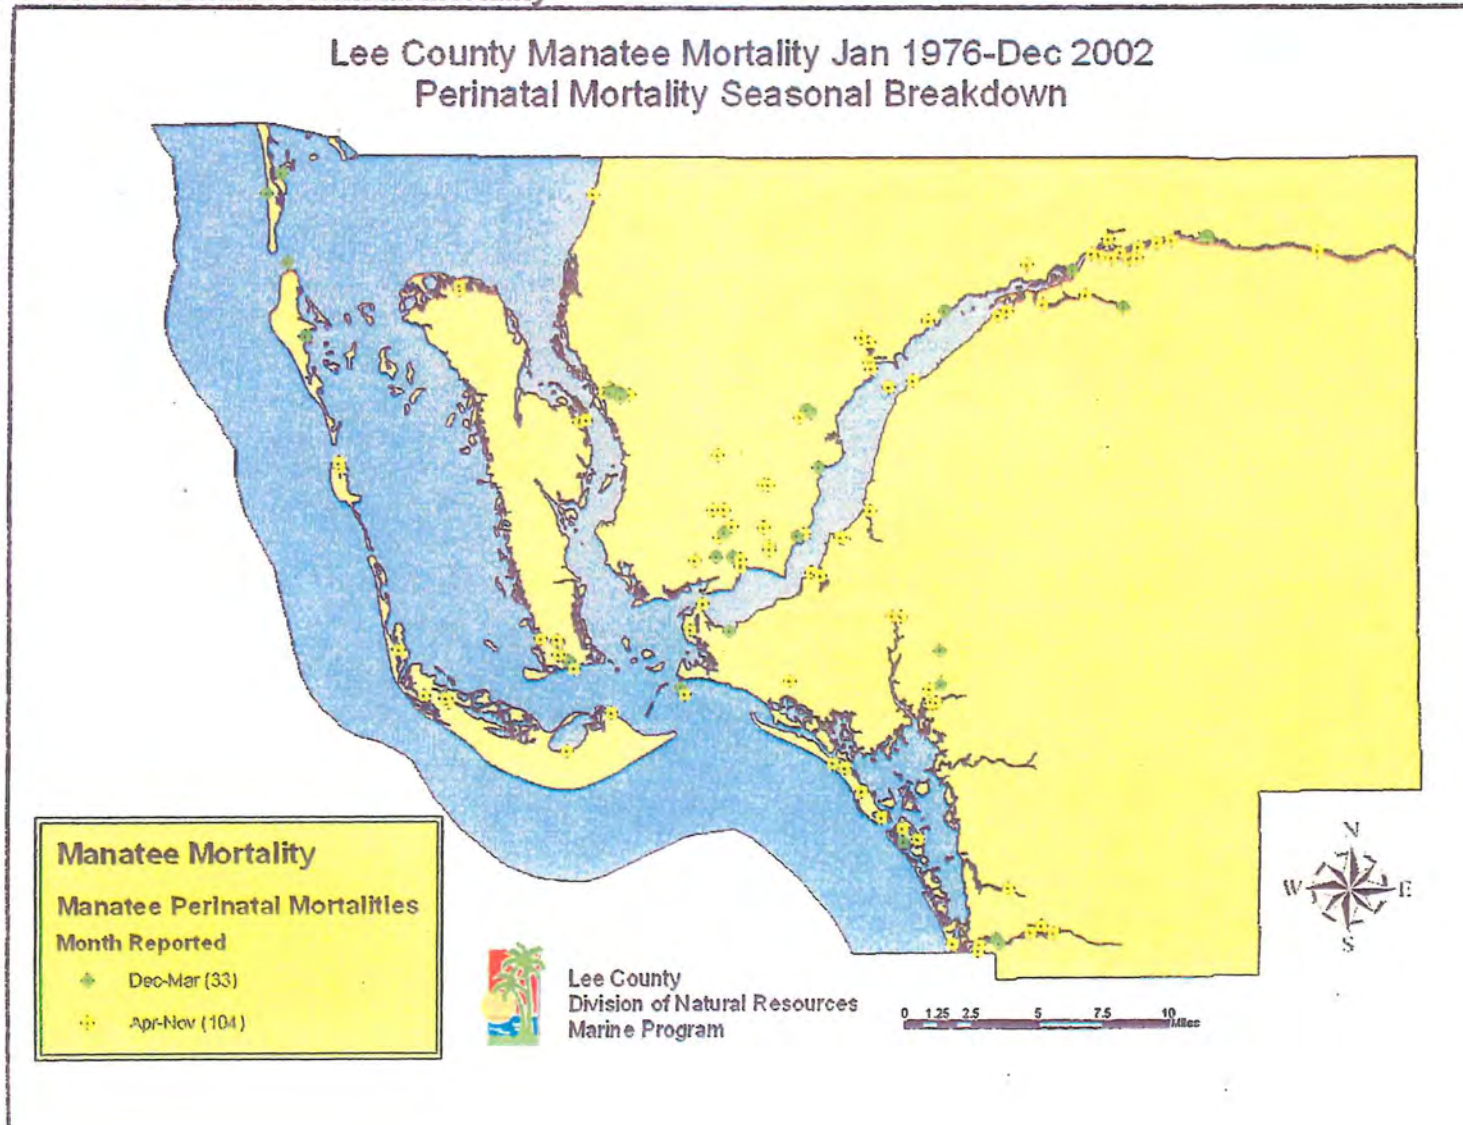 Lee County Manatee Mortality Jan 1976-Dec 2002
Perinatal Mortality Seasonal Breakdown
Manatee Mortality
Manatee Perinatal Mortalities
Month Reported
Dec-Mar (33)
Apr-Nov (104)
Lee County
Division of Natural Resources
Marine Program
0 1.25 2.5 5 7.5 10
Miles
N
W E
S